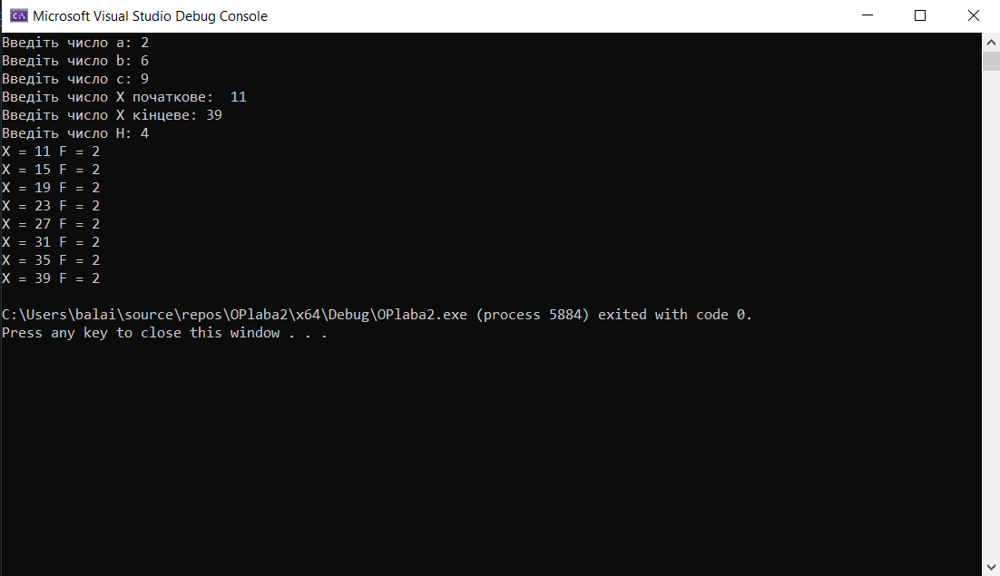 Microsoft Visual Studio Debug Console
Введіть число a: 2
Введіть число b: 6
Введіть число c: 9
Введіть число X початкове:  11
Введіть число X кінцеве: 39
Введіть число H: 4
X = 11 F = 2
X = 15 F = 2
X = 19 F = 2
X = 23 F = 2
X = 27 F = 2
X = 31 F = 2
X = 35 F = 2
X = 39 F = 2
C:\Users\balai\source\repos\OPlaba2\x64\Debug\OPlaba2.exe (process 5884) exited with code 0.
Press any key to close this window . . .